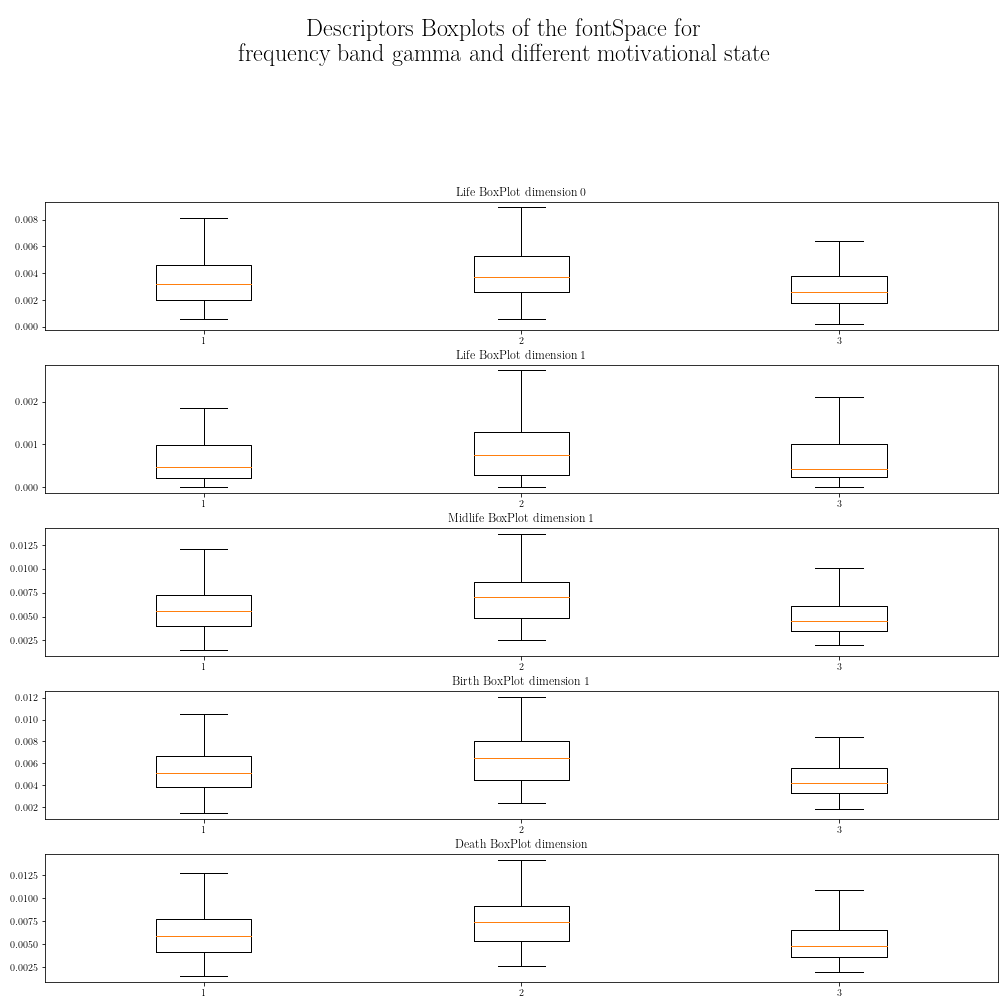 Descriptors Boxplots of the fontSpace for
frequency band gamma and different motivational state
Life BoxPlot dimension 0
0.008
0.006
0.004
0.002
0.000
1 2 3
Life BoxPlot dimension 1
0.002
0.001
0.000
1 2 3
Midlife BoxPlot dimension 1
0.0125
0.0100
0.0075
0.0050
0.0025
1 2 3
Birth BoxPlot dimension 1
0.012
0.010
0.008
0.006
0.004
0.002
1 2 3
Death BoxPlot dimension
0.0125
0.0100
0.0075
0.0050
0.0025
1 2 3